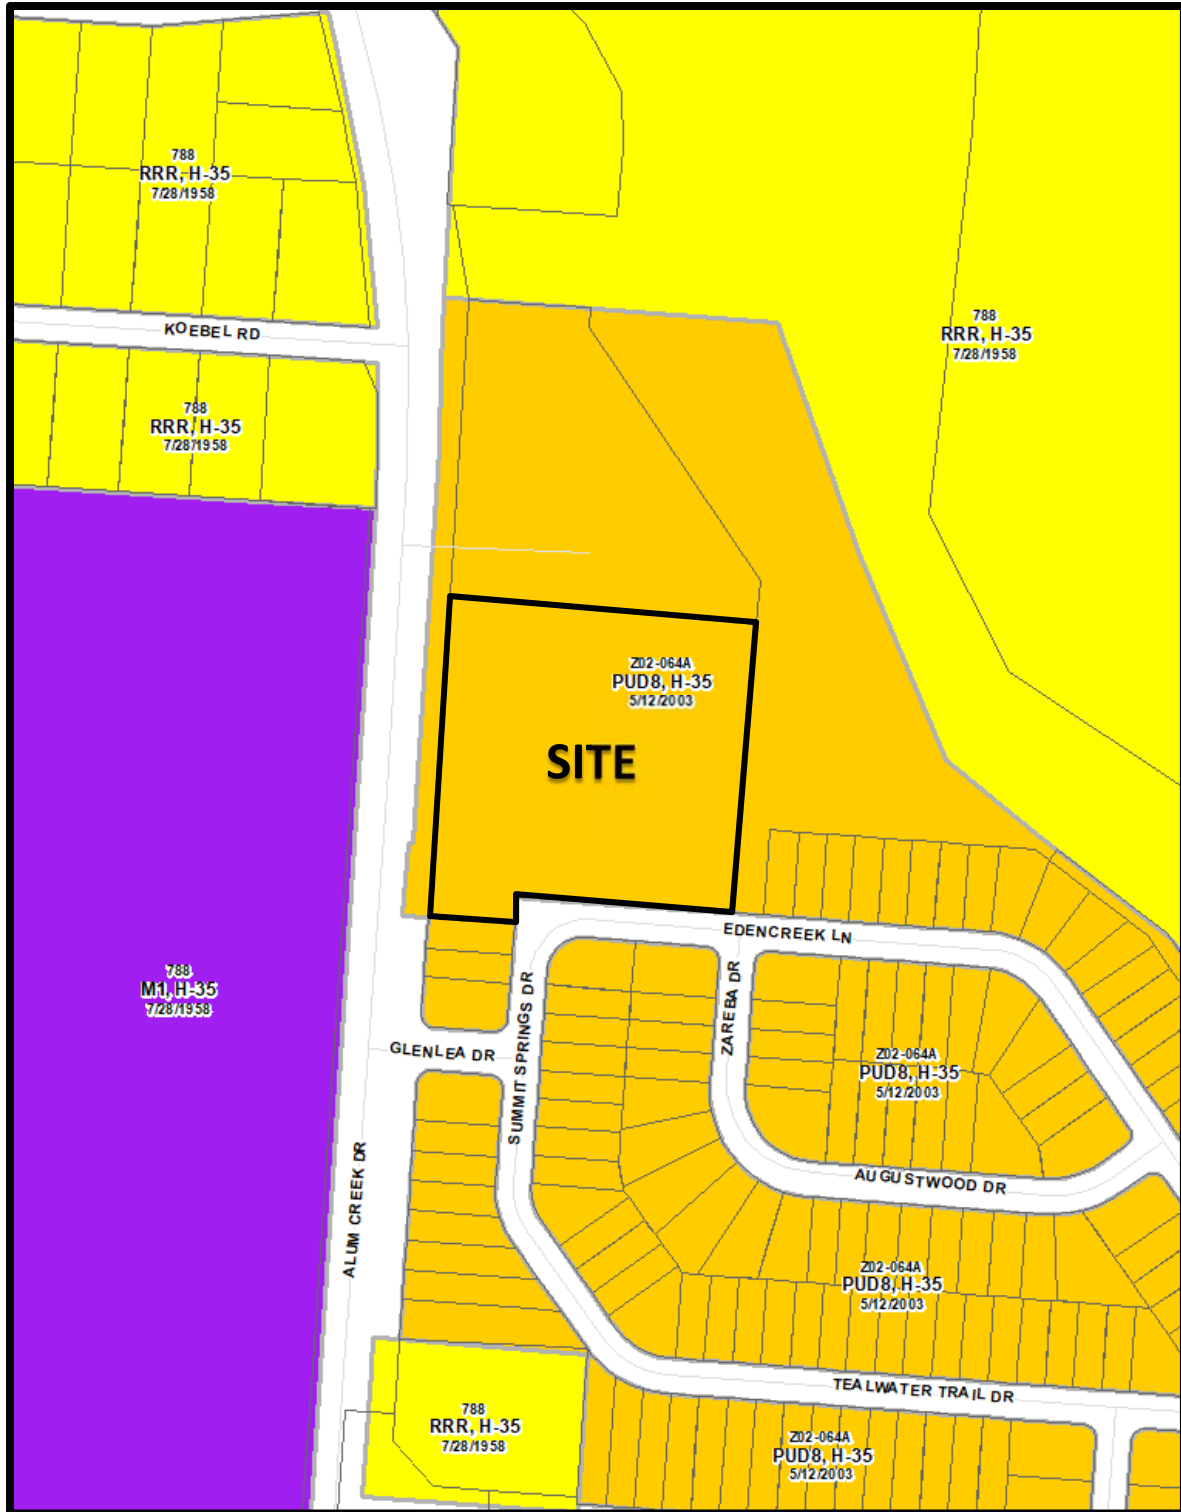 788
RRR, H-35
7/28/1958
KOEBEL RD
788
RRR, H-35
7/28/1958
788
RRR, H-35
7/28/1958
Z02-064A
PUD8, H-35
5/12/2003
SITE
EDENCREEK LN
788
M1, H-35
7/28/1958
SUMMIT SPRINGS DR
ZAREBA DR
GLENLEA DR
Z02-064A
PUD8, H-35
5/12/2003
ALUM CREEK DR
AUGUSTWOOD DR
Z02-064A
PUD8, H-35
5/12/2003
TEALWATER TRAIL DR
788
RRR, H-35
7/28/1958
Z02-064A
PUD8, H-35
5/12/2003